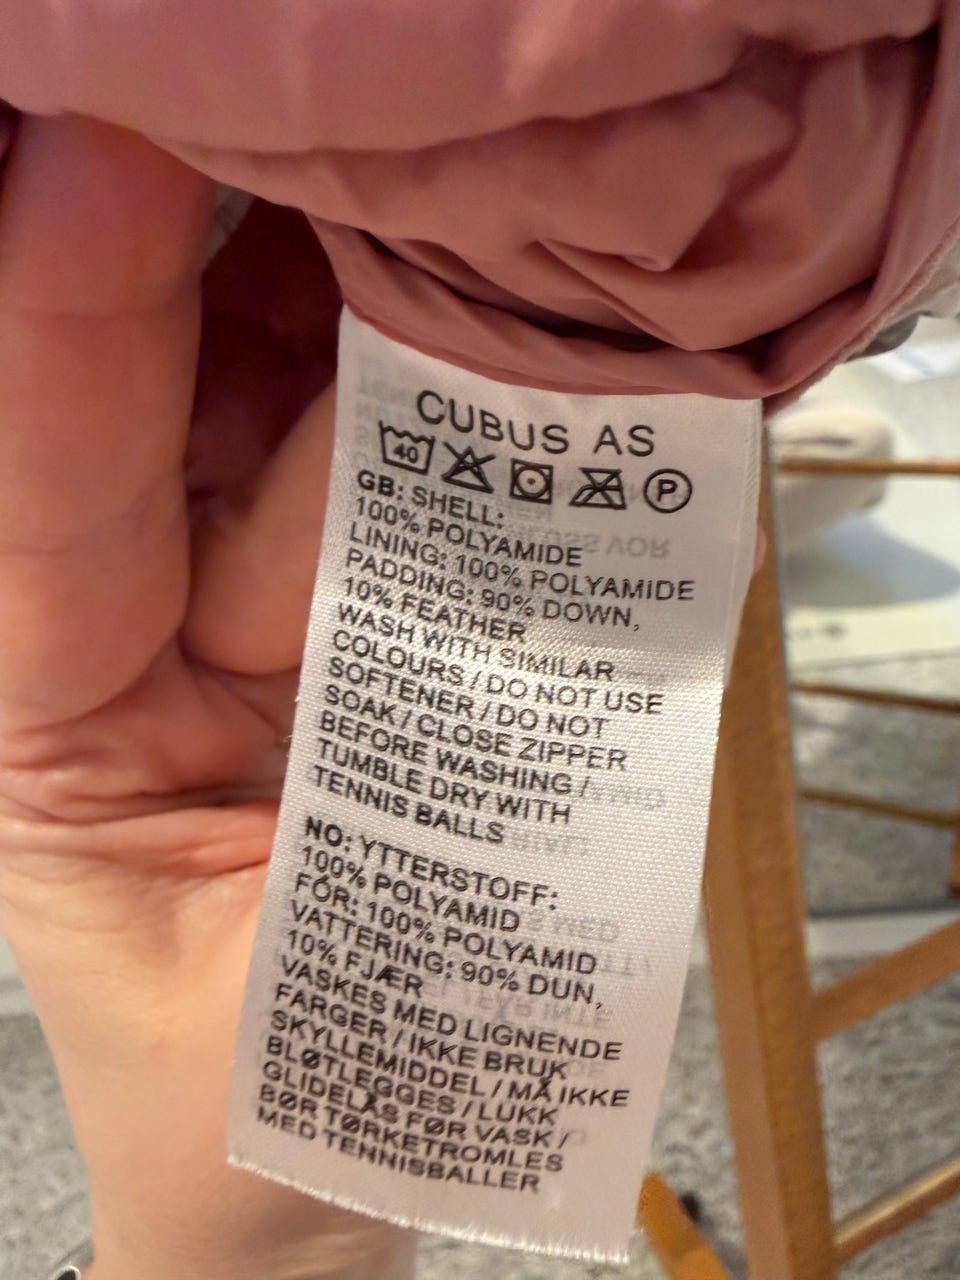 CUBUS AS
40 P
GB: SHELL:
100% POLYAMIDE
LINING: 100% POLYAMIDE
PADDING: 90% DOWN,
10% FEATHER
WASH WITH SIMILAR
COLOURS / DO NOT USE
SOFTENER / DO NOT
SOAK / CLOSE ZIPPER
BEFORE WASHING /
TUMBLE DRY WITH
TENNIS BALLS
NO: YTTERSTOFF:
100% POLYAMID
FÓR: 100% POLYAMID
VATTERING: 90% DUN,
10% FJÆR
VASKES MED LIGNENDE
FARGER / IKKE BRUK
SKYLLEMIDDEL / MÅ IKKE
BLØTLEGGES / LUKK
GLIDELÅS FØR VASK /
BØR TØRKETROMLES
MED TENNISBALLER